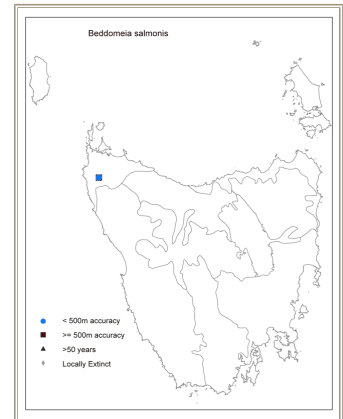 Beddomeia salmonis
< 500m accuracy
>= 500m accuracy
>50 years
Locally Extinct